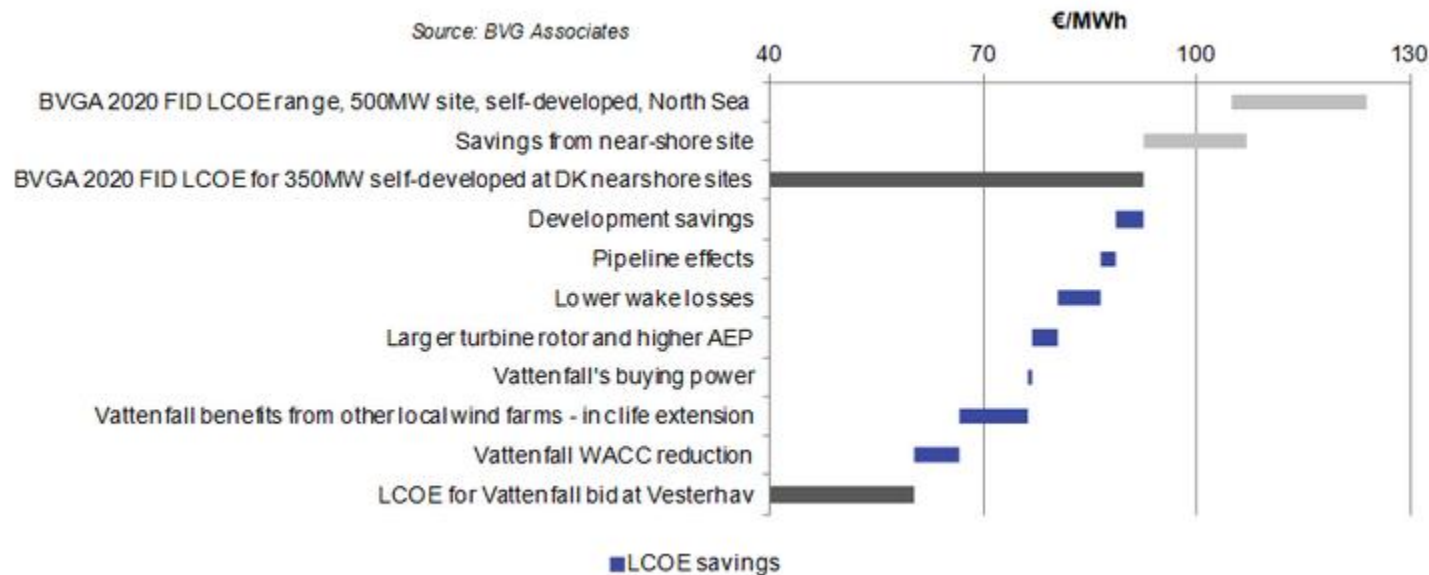 Source: BVG Associates
€/MWh
40 70 100 130
BVGA 2020 FID LCOE range, 500MW site, self-developed, North Sea
Savings from near-shore site
BVGA 2020 FID LCOE for 350MW self-developed at DK nearshore sites
Development savings
Pipeline effects
Lower wake losses
Larger turbine rotor and higher AEP
Vattenfall's buying power
Vattenfall benefits from other local wind farms - inc life extension
Vattenfall WACC reduction
LCOE for Vattenfall bid at Vesterhav
LCOE savings